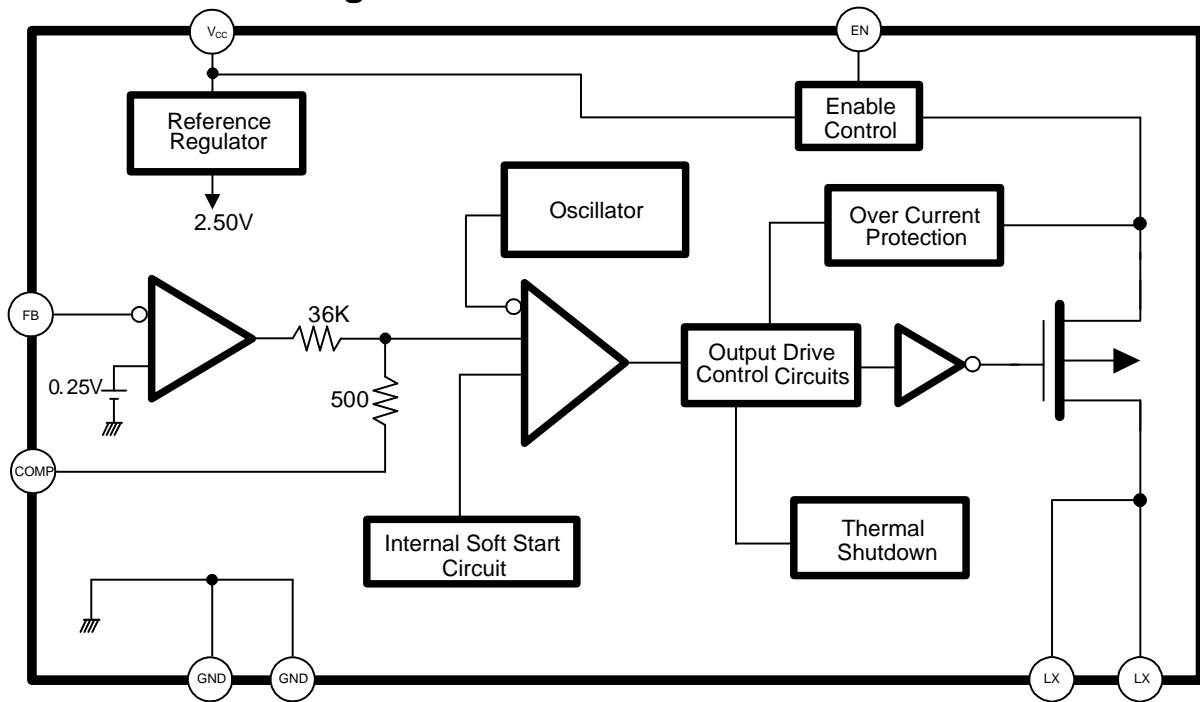 g
VCC
EN
Reference
Regulator
Enable
Control
2.50V
Oscillator
Over Current
Protection
FB
36K
0.25V
500
Output Drive
Control Circuits
COMP
Internal Soft Start
Circuit
Thermal
Shutdown
GND
GND
LX
LX